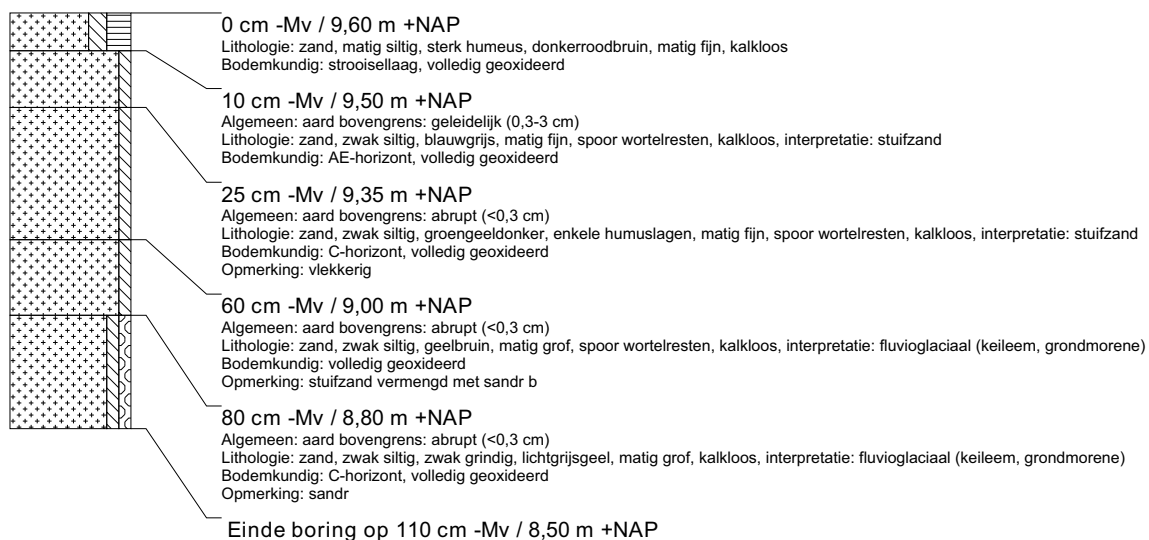 0 cm -Mv / 9,60 m +NAP
Lithologie: zand, matig siltig, sterk humeus, donkerroodbruin, matig fijn, kalkloos
Bodemkundig: strooisellaag, volledig geoxideerd
10 cm -Mv / 9,50 m +NAP
Algemeen: aard bovengrens: geleidelijk (0,3-3 cm)
Lithologie: zand, zwak siltig, blauwgrijs, matig fijn, spoor wortelresten, kalkloos, interpretatie: stuifzand
Bodemkundig: AE-horizont, volledig geoxideerd
25 cm -Mv / 9,35 m +NAP
Algemeen: aard bovengrens: abrupt (<0,3 cm)
Lithologie: zand, zwak siltig, groengeeldonker, enkele humuslagen, matig fijn, spoor wortelresten, kalkloos, interpretatie: stuifzand
Bodemkundig: C-horizont, volledig geoxideerd
Opmerking: vlekkerig
60 cm -Mv / 9,00 m +NAP
Algemeen: aard bovengrens: abrupt (<0,3 cm)
Lithologie: zand, zwak siltig, geelbruin, matig grof, spoor wortelresten, kalkloos, interpretatie: fluvioglaciaal (keileem, grondmorene)
Bodemkundig: volledig geoxideerd
Opmerking: stuifzand vermengd met sandr b
80 cm -Mv / 8,80 m +NAP
Algemeen: aard bovengrens: abrupt (<0,3 cm)
Lithologie: zand, zwak siltig, zwak grindig, lichtgrijsgeel, matig grof, kalkloos, interpretatie: fluvioglaciaal (keileem, grondmorene)
Bodemkundig: C-horizont, volledig geoxideerd
Opmerking: sandr
Einde boring op 110 cm -Mv / 8,50 m +NAP